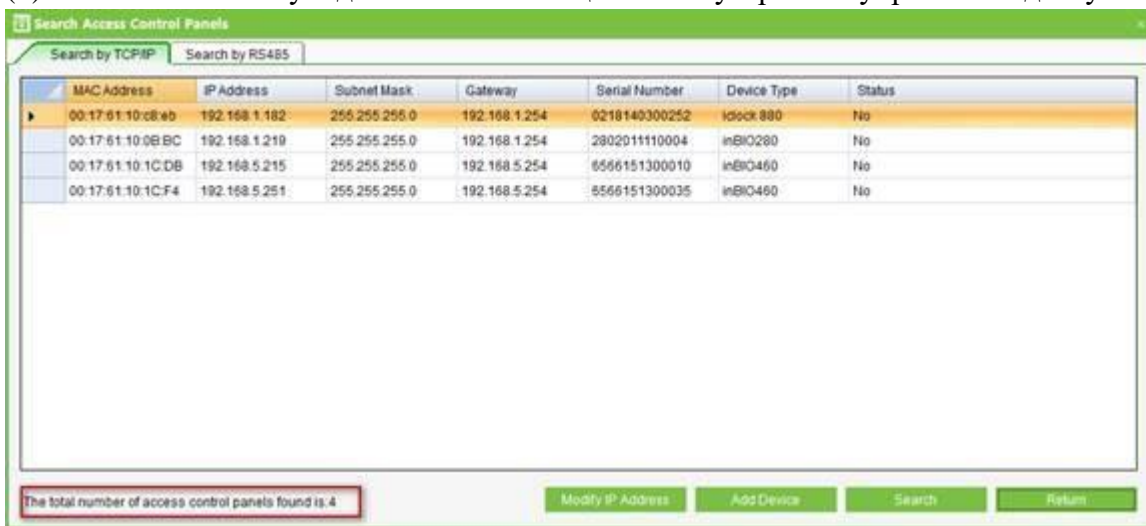 Search Access Control Panels
Search by TCP/IP Search by RS485
MAC Address IP Address Subnet Mask Gateway Serial Number Device Type Status
00:17:61:10:c8:eb 192.168.1.182 255.255.255.0 192.168.1.254 0218140300252 iclock 880 No
00:17:61:10:0B:BC 192.168.1.219 255.255.255.0 192.168.1.254 2802011110004 inBIO280 No
00:17:61:10:1C:DB 192.168.5.215 255.255.255.0 192.168.5.254 6566151300010 inBIO460 No
00:17:61:10:1C:F4 192.168.5.251 255.255.255.0 192.168.5.254 6566151300035 inBIO460 No
The total number of access control panels found is:4 Modify IP Address Add Device Search Return